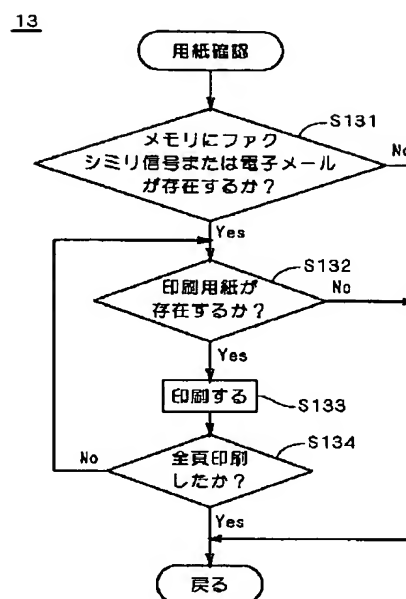 13
用紙確認
S131
メモリにファク
シミリ信号または電子メール
が存在するか?
No
Yes
S132
印刷用紙が
存在するか?
No
Yes
印刷する
S133
S134
全頁印刷
したか?
No
Yes
戻る